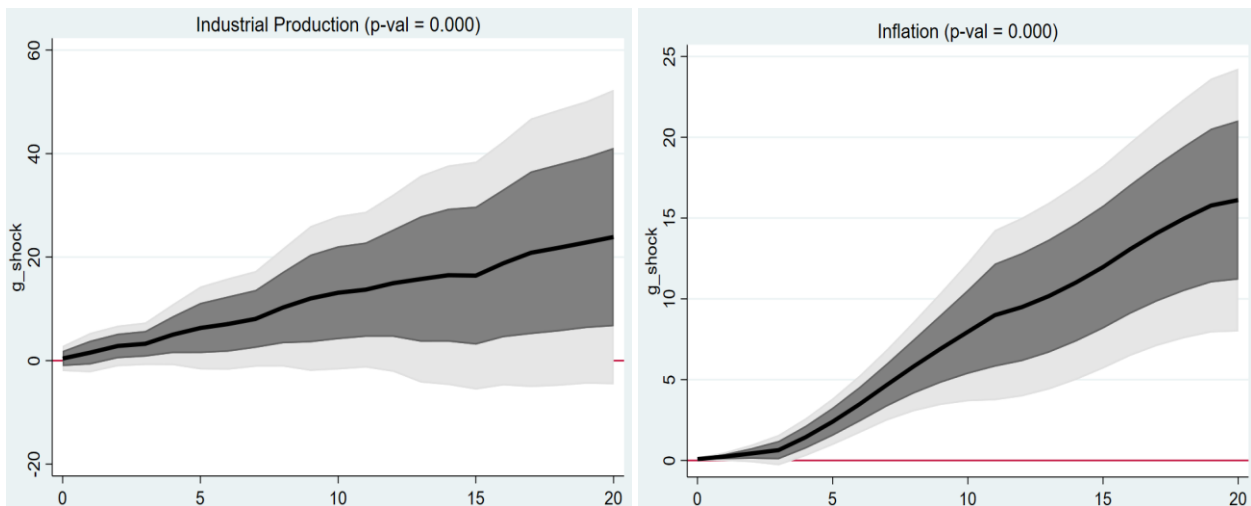 Industrial Production (p-val = 0.000)
60
40
20
0
-20
g_shock
0 5 10 15 20
Inflation (p-val = 0.000)
25
20
15
10
5
0
g_shock
0 5 10 15 20